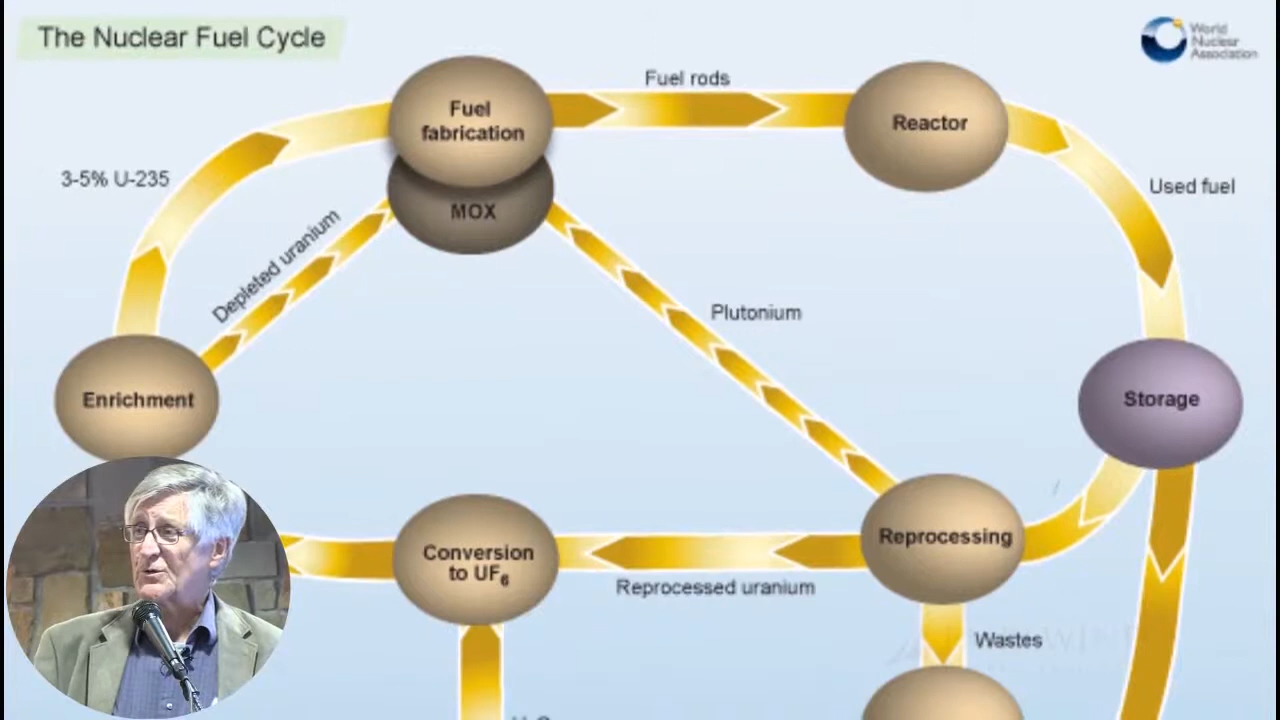 The Nuclear Fuel Cycle
World
Nuclear
Association
Fuel rods
Fuel
fabrication
Reactor
3-5% U-235
Used fuel
MOX
Depleted uranium
Plutonium
Enrichment
Storage
Reprocessing
Conversion
to UF₆
Reprocessed uranium
Wastes